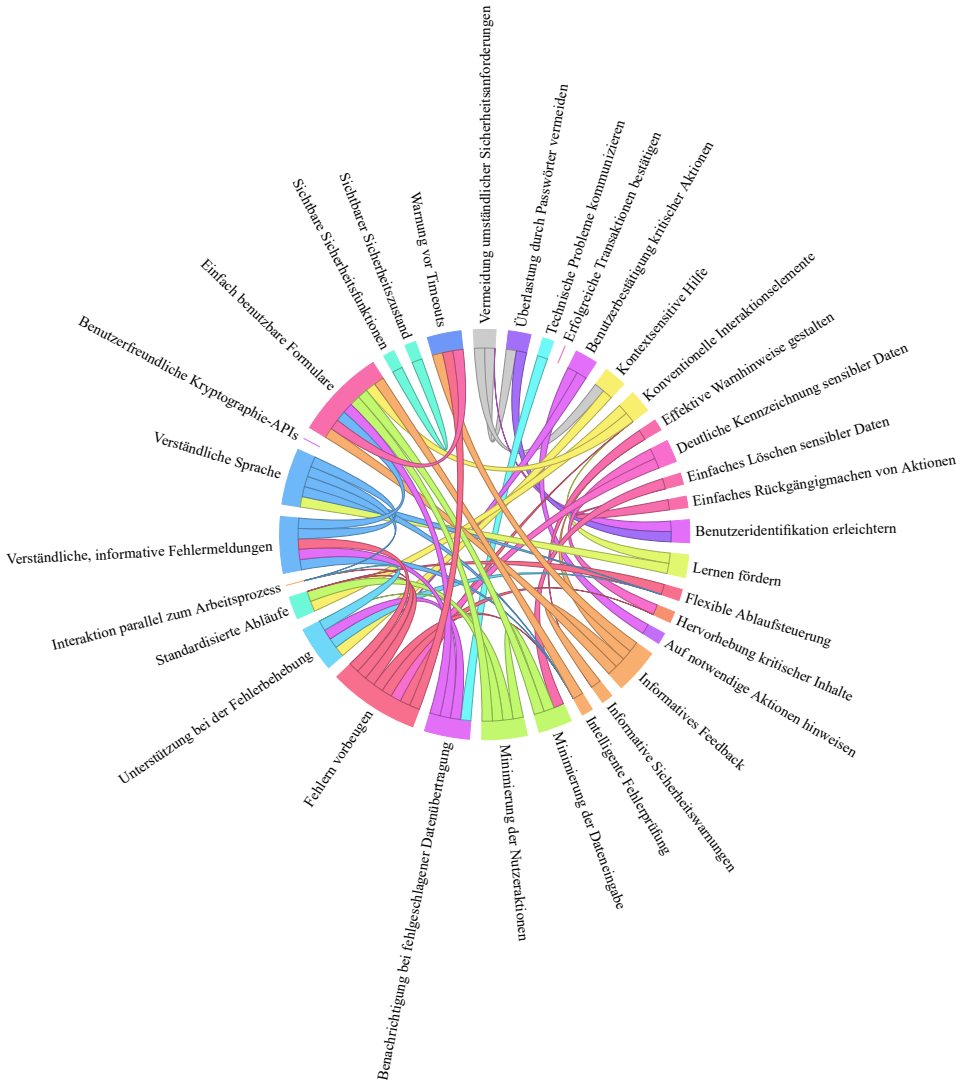 Vermeidung umständlicher Sicherheitsanforderungen
Überlastung durch Passwörter vermeiden
Technische Probleme kommunizieren
Erfolgreiche Transaktionen bestätigen
Benutzerbestätigung kritischer Aktionen
Kontextsensitive Hilfe
Konventionelle Interaktionselemente
Effektive Warnhinweise gestalten
Deutliche Kennzeichnung sensibler Daten
Einfaches Löschen sensibler Daten
Einfaches Rückgängigmachen von Aktionen
Benutzeridentifikation erleichtern
Lernen fördern
Flexible Ablaufsteuerung
Hervorhebung kritischer Inhalte
Auf notwendige Aktionen hinweisen
Informatives Feedback
Informative Sicherheitswarnungen
Intelligente Fehlerprüfung
Minimierung der Dateneingabe
Minimierung der Nutzeraktionen
Benachrichtigung bei fehlgeschlagener Datenübertragung
Fehlern vorbeugen
Unterstützung bei der Fehlerbehebung
Standardisierte Abläufe
Interaktion parallel zum Arbeitsprozess
Verständliche, informative Fehlermeldungen
Verständliche Sprache
Benutzerfreundliche Kryptographie-APIs
Einfach benutzbare Formulare
Sichtbare Sicherheitsfunktionen
Sichtbarer Sicherheitszustand
Warnung vor Timeouts